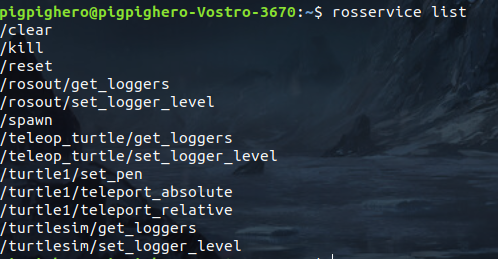 pigpighero@pigpighero-Vostro-3670:~$ rosservice list
/clear
/kill
/reset
/rosout/get_loggers
/rosout/set_logger_level
/spawn
/teleop_turtle/get_loggers
/teleop_turtle/set_logger_level
/turtle1/set_pen
/turtle1/teleport_absolute
/turtle1/teleport_relative
/turtlesim/get_loggers
/turtlesim/set_logger_level